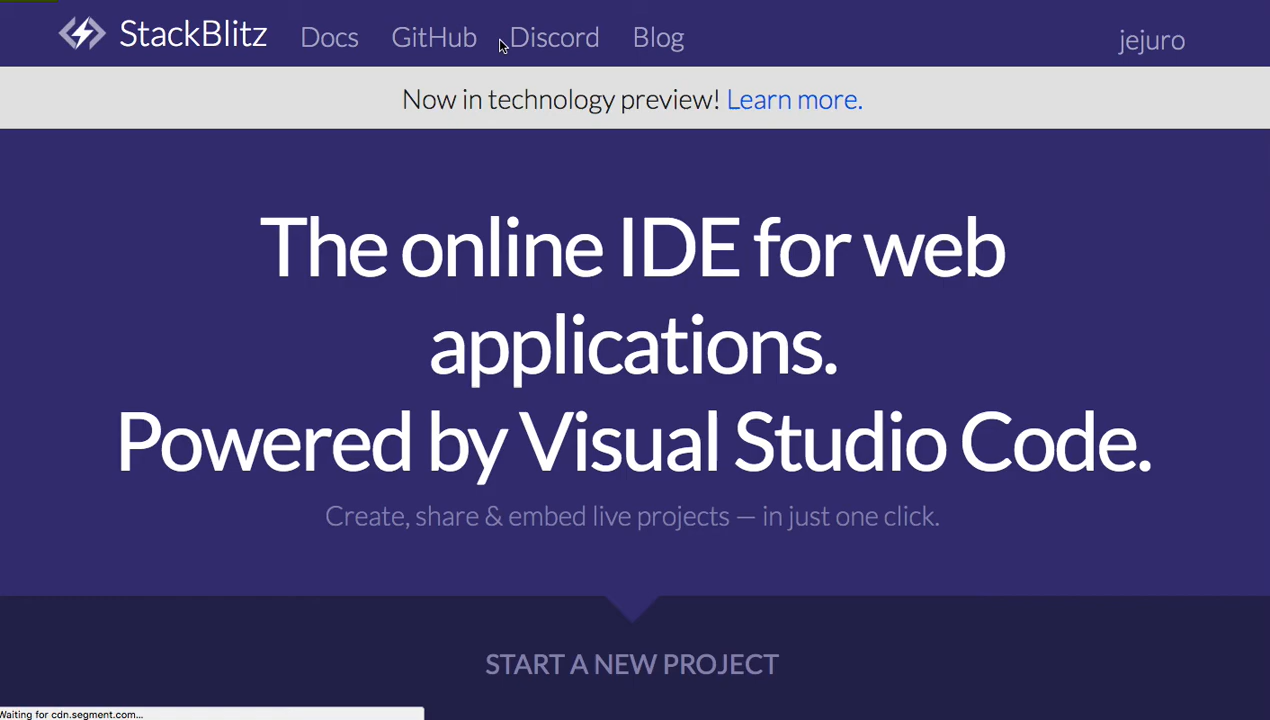 StackBlitz Docs GitHub Discord Blog jejuro
Now in technology preview! Learn more.
The online IDE for web
applications.
Powered by Visual Studio Code.
Create, share & embed live projects — in just one click.
START A NEW PROJECT
Waiting for cdn.segment.com...